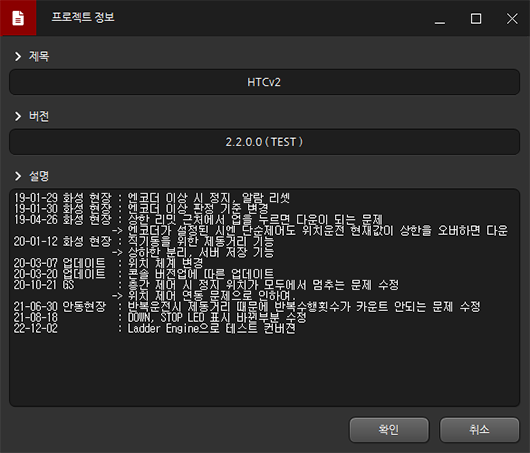 프로젝트 정보
제목
HTCv2
버전
2.2.0.0 ( TEST )
설명
19-01-29 화성 현장 : 엔코더 이상 시 정지, 알람 리셋
19-01-30 화성 현장 : 엔코더 이상 판정 기준 변경
19-04-26 화성 현장 : 상한 리밋 근처에서 업을 누르면 다운이 되는 문제
-> 엔코더가 설정된 시엔 단순제어도 위치운전 현재값이 상한을 오버하면 다운
20-01-12 화성 현장 : 직기동을 위한 제동거리 기능
-> 상하한 분리, 서버 저장 기능
20-03-07 업데이트 : 위치 체계 변경
20-03-20 업데이트 : 콘솔 버전업에 따른 업데이트
20-10-21 GS : 층간 제어 시 정지 위치가 모두에서 멈추는 문제 수정
-> 위치 제어 연동 문제로 인하며,
21-06-30 안동현장 : 반복운전시 제동거리 때문에 반복수행횟수가 카운트 안되는 문제 수정
21-08-18 : DOWN, STOP LED 표시 바뀐부분 수정
22-12-02 : Ladder Engine으로 테스트 컨버젼
확인
취소